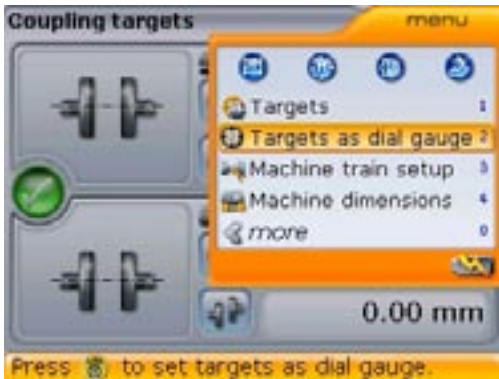 Coupling targets
menu
Targets 1
Targets as dial gauge 2
Machine train setup 3
Machine dimensions 4
more 0
0.00 mm
Press to set targets as dial gauge.